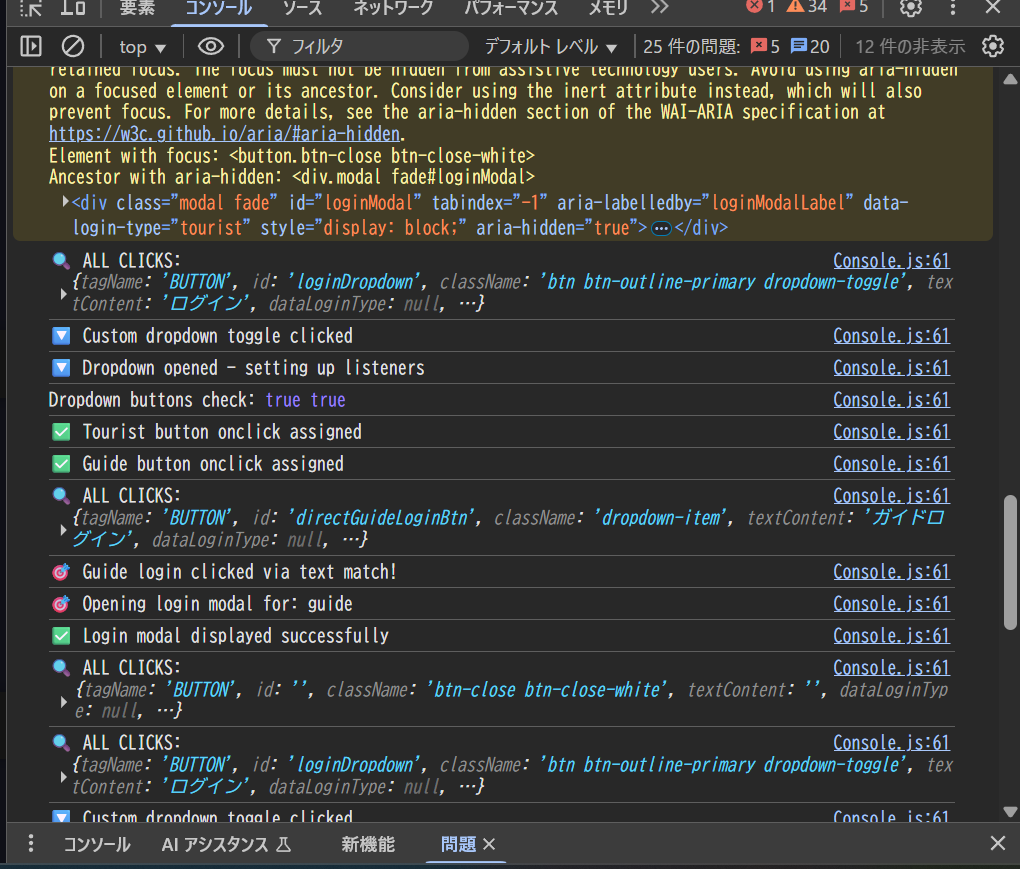 要素 コンソール ソース ネットワーク パフォーマンス メモリ 1 34 5
top フィルタ デフォルト レベル 25 件の問題: 5 20 12 件の非表示
retained focus. The focus must not be hidden from assistive technology users. Avoid using aria-hidden
on a focused element or its ancestor. Consider using the inert attribute instead, which will also
prevent focus. For more details, see the aria-hidden section of the WAI-ARIA specification at
https://w3c.github.io/aria/#aria-hidden.
Element with focus: <button.btn-close btn-close-white>
Ancestor with aria-hidden: <div.modal fade#loginModal>
<div class="modal fade" id="loginModal" tabindex="-1" aria-labelledby="loginModalLabel" data-
login-type="tourist" style="display: block;" aria-hidden="true">…</div>
🔍 ALL CLICKS: Console.js:61
{tagName: 'BUTTON', id: 'loginDropdown', className: 'btn btn-outline-primary dropdown-toggle', tex
tContent: 'ログイン', dataLoginType: null, …}
🔽 Custom dropdown toggle clicked Console.js:61
🔽 Dropdown opened - setting up listeners Console.js:61
Dropdown buttons check: true true Console.js:61
✅ Tourist button onclick assigned Console.js:61
✅ Guide button onclick assigned Console.js:61
🔍 ALL CLICKS: Console.js:61
{tagName: 'BUTTON', id: 'directGuideLoginBtn', className: 'dropdown-item', textContent: 'ガイドロ
グイン', dataLoginType: null, …}
🎯 Guide login clicked via text match! Console.js:61
🎯 Opening login modal for: guide Console.js:61
✅ Login modal displayed successfully Console.js:61
🔍 ALL CLICKS: Console.js:61
{tagName: 'BUTTON', id: '', className: 'btn-close btn-close-white', textContent: '', dataLoginTyp
e: null, …}
🔍 ALL CLICKS: Console.js:61
{tagName: 'BUTTON', id: 'loginDropdown', className: 'btn btn-outline-primary dropdown-toggle', tex
tContent: 'ログイン', dataLoginType: null, …}
🔽 Custom dropdown toggle clicked Console.js:61
コンソール AI アシスタンス 新機能 問題